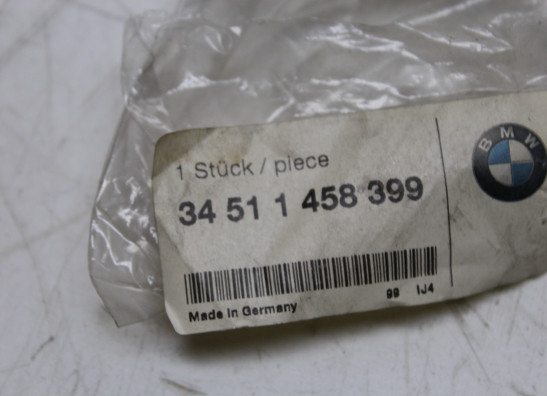 1 Stück / piece
34 51 1 458 399
BMW
Made in Germany 99 IJ4